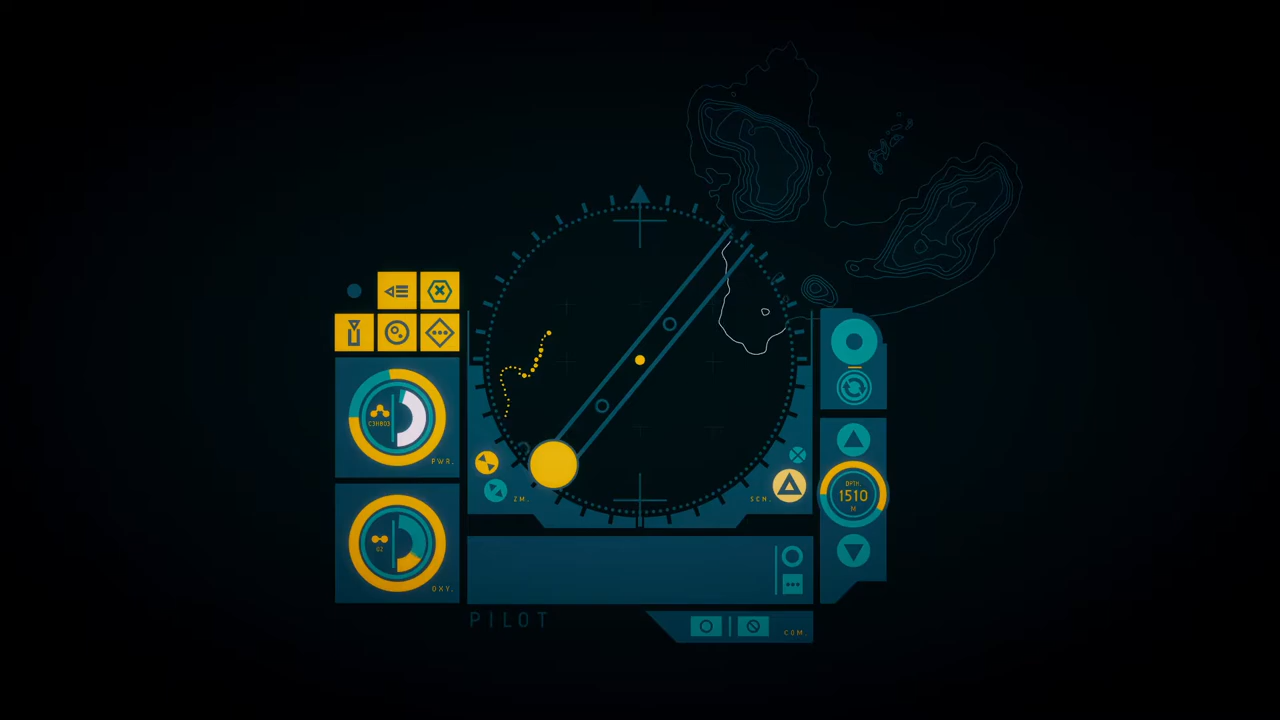 C3H8O3
PWR.
O2
OXY.
ZM.
SCN.
DPTH.
1510
M
PILOT
COM.